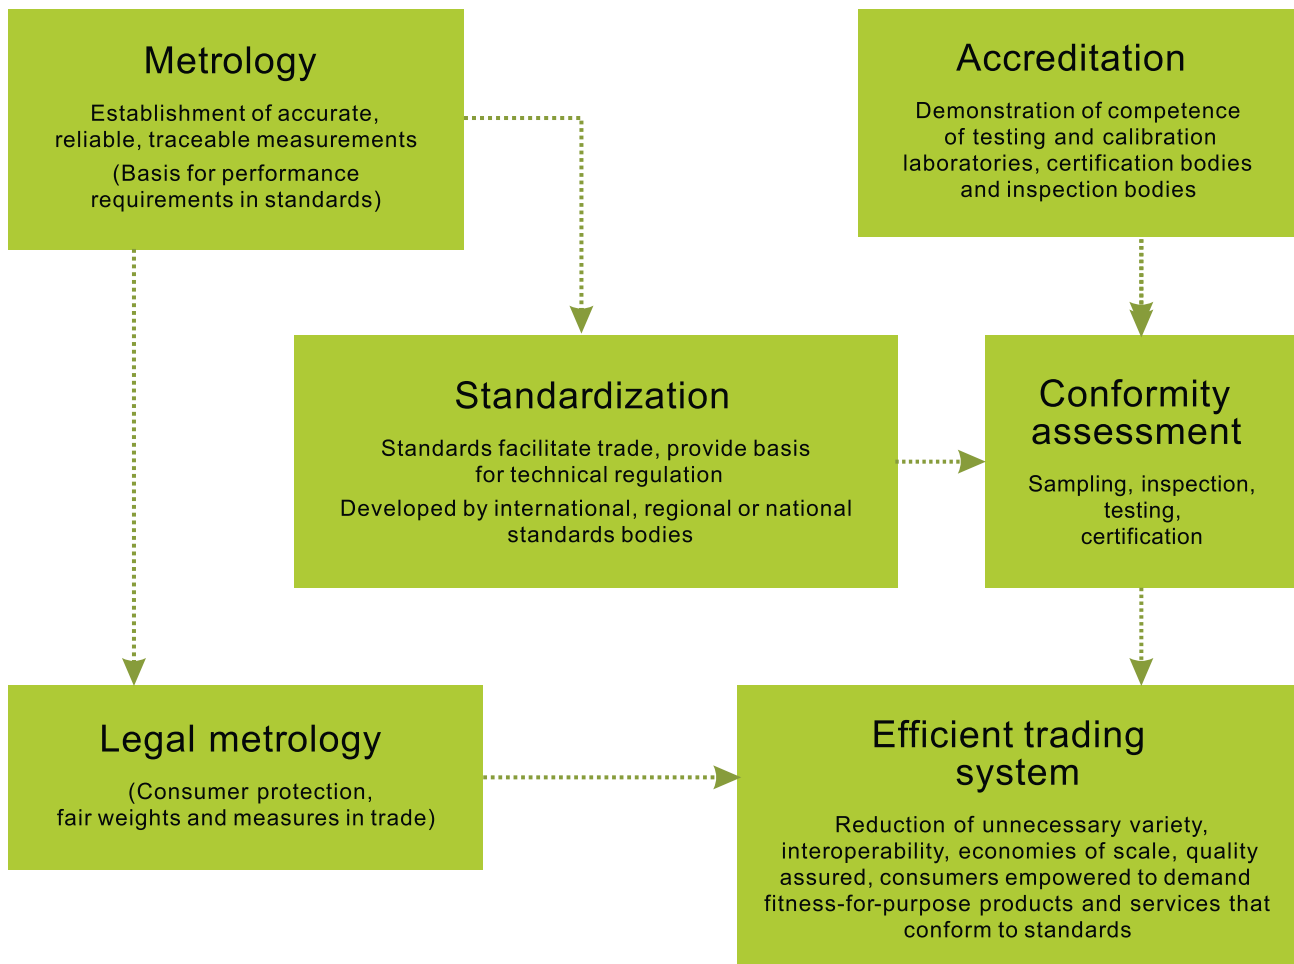 Metrology
Establishment of accurate,
reliable, traceable measurements
(Basis for performance
requirements in standards)
Accreditation
Demonstration of competence
of testing and calibration
laboratories, certification bodies
and inspection bodies
Standardization
Standards facilitate trade, provide basis
for technical regulation
Developed by international, regional or national
standards bodies
Conformity
assessment
Sampling, inspection,
testing,
certification
Legal metrology
(Consumer protection,
fair weights and measures in trade)
Efficient trading
system
Reduction of unnecessary variety,
interoperability, economies of scale, quality
assured, consumers empowered to demand
fitness-for-purpose products and services that
conform to standards